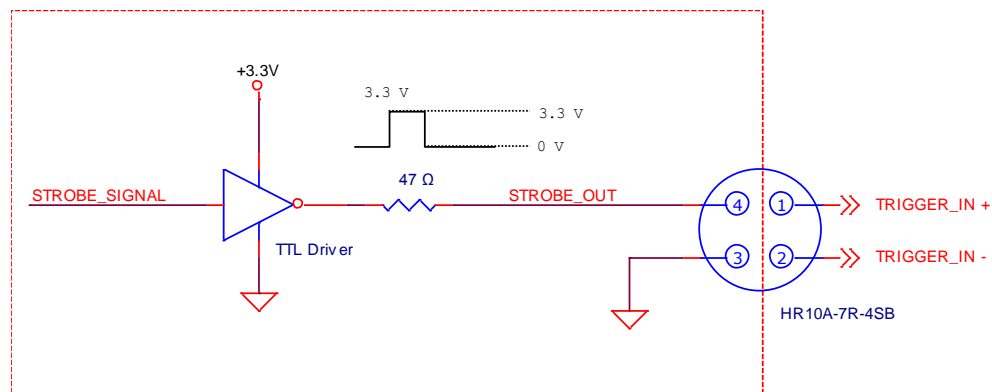 +3.3V
3.3 V
3.3 V
0 V
STROBE_SIGNAL
47 Ω
STROBE_OUT
TTL Driver
4
1
TRIGGER_IN +
3
2
TRIGGER_IN -
HR10A-7R-4SB